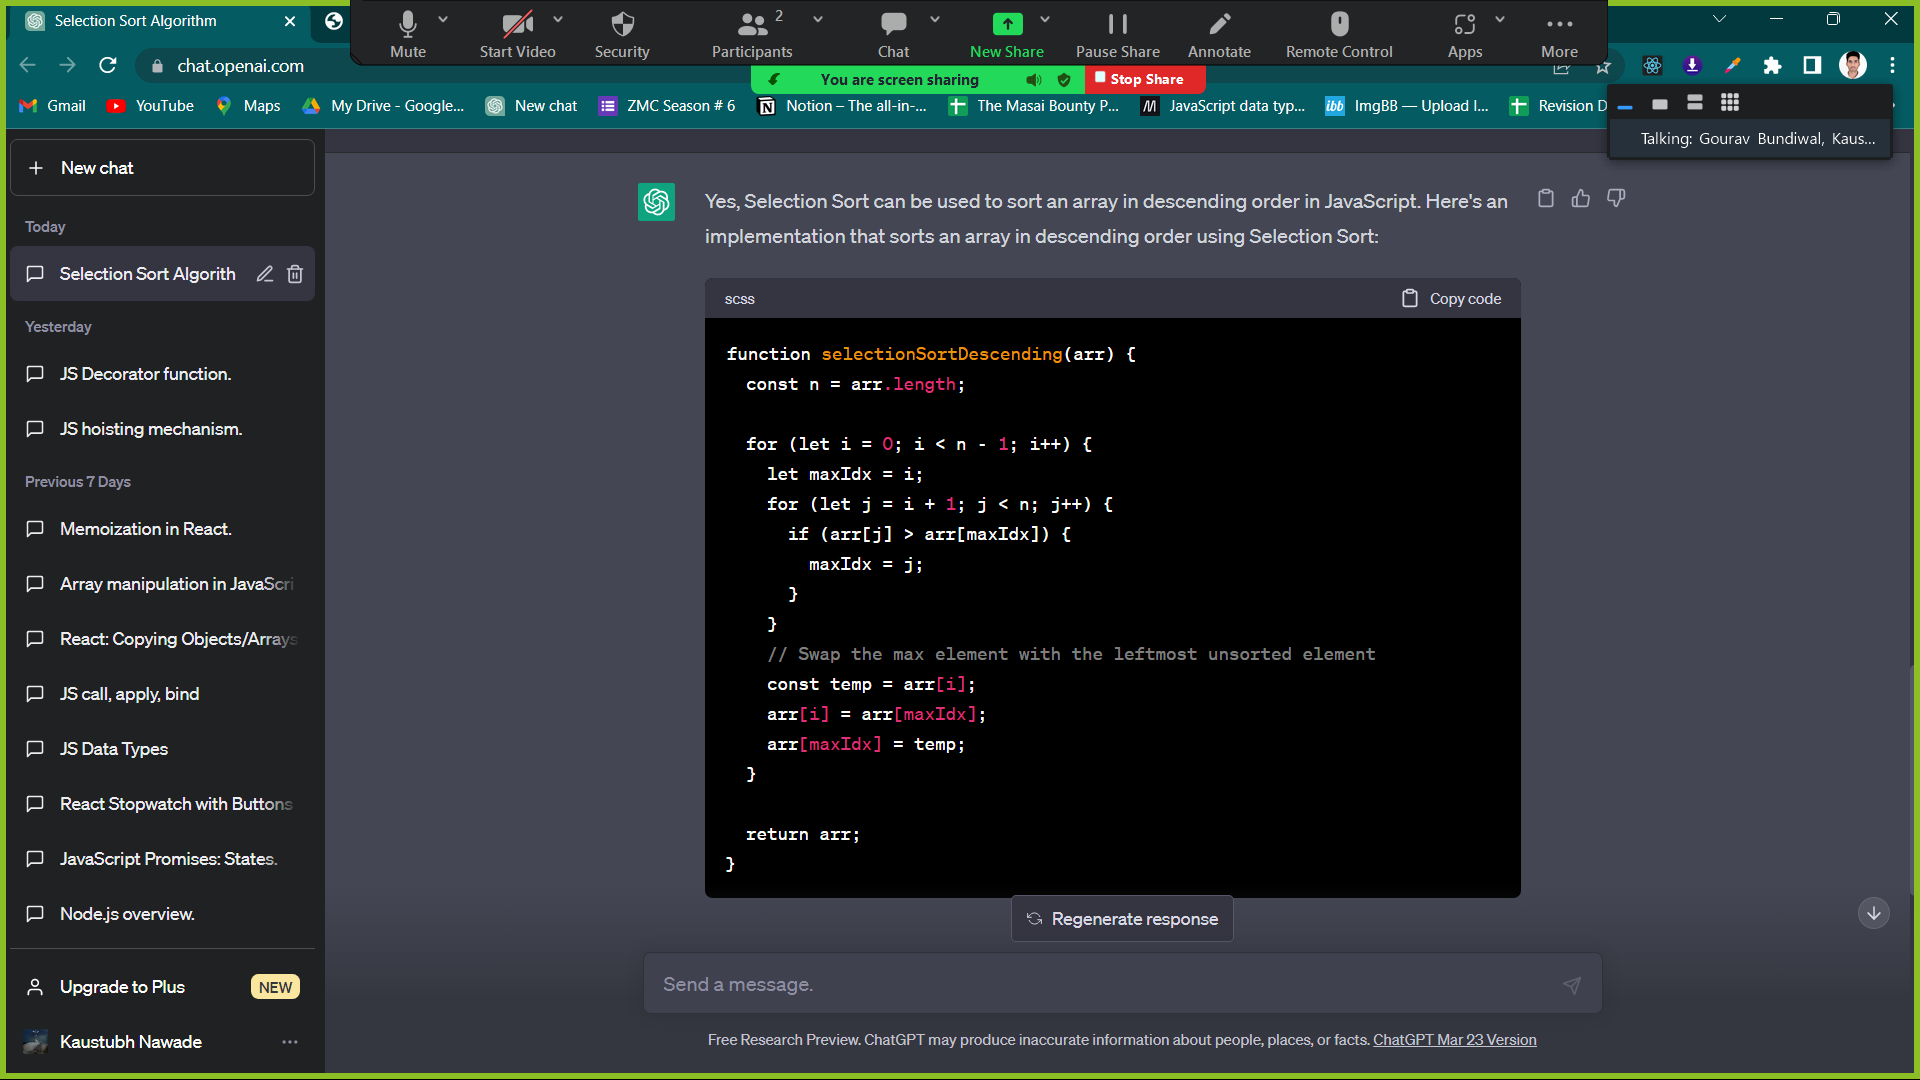 Selection Sort Algorithm
Mute
Start Video
Security
Participants
2
Chat
New Share
Pause Share
Annotate
Remote Control
Apps
More
chat.openai.com
You are screen sharing
Stop Share
Gmail
YouTube
Maps
My Drive - Google...
New chat
ZMC Season # 6
Notion – The all-in-...
The Masai Bounty P...
JavaScript data typ...
ibb
ImgBB — Upload I...
Revision D
Talking: Gourav Bundiwal, Kaus...
New chat
Today
Selection Sort Algorith
Yesterday
JS Decorator function.
JS hoisting mechanism.
Previous 7 Days
Memoization in React.
Array manipulation in JavaScri
React: Copying Objects/Arrays
JS call, apply, bind
JS Data Types
React Stopwatch with Buttons
JavaScript Promises: States.
Node.js overview.
Upgrade to Plus
NEW
Kaustubh Nawade
Yes, Selection Sort can be used to sort an array in descending order in JavaScript. Here's an
implementation that sorts an array in descending order using Selection Sort:
scss
Copy code
function selectionSortDescending(arr) {
  const n = arr.length;
  for (let i = 0; i < n - 1; i++) {
    let maxIdx = i;
    for (let j = i + 1; j < n; j++) {
      if (arr[j] > arr[maxIdx]) {
        maxIdx = j;
      }
    }
    // Swap the max element with the leftmost unsorted element
    const temp = arr[i];
    arr[i] = arr[maxIdx];
    arr[maxIdx] = temp;
  }
  return arr;
}
Regenerate response
Send a message.
Free Research Preview. ChatGPT may produce inaccurate information about people, places, or facts. ChatGPT Mar 23 Version